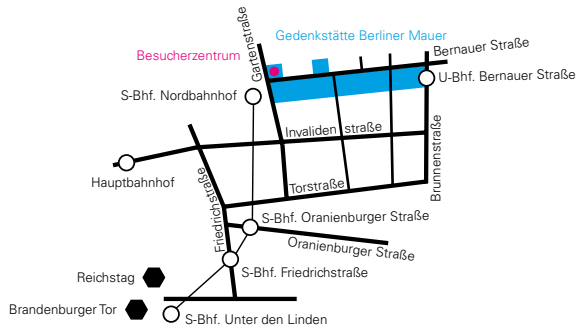 Gartenstraße
Gedenkstätte Berliner Mauer
Bernauer Straße
Besucherzentrum
U-Bhf. Bernauer Straße
S-Bhf. Nordbahnhof
Invalidenstraße
Brunnenstraße
Hauptbahnhof
Torstraße
Friedrichstraße
S-Bhf. Oranienburger Straße
Oranienburger Straße
S-Bhf. Friedrichstraße
Reichstag
Brandenburger Tor
S-Bhf. Unter den Linden